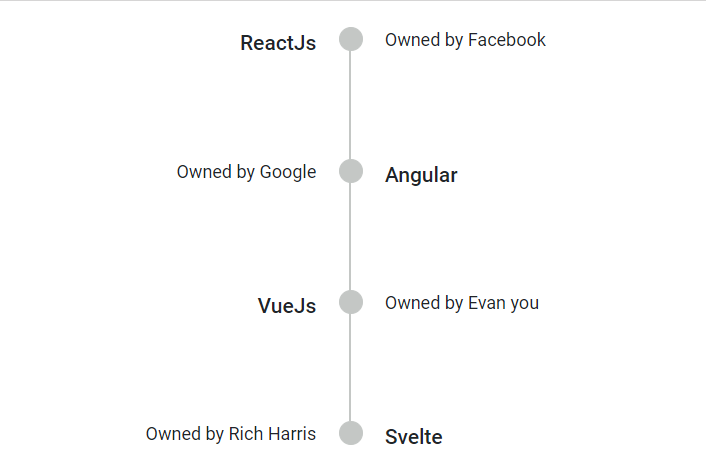 ReactJs
Owned by Facebook
Owned by Google
Angular
VueJs
Owned by Evan you
Owned by Rich Harris
Svelte